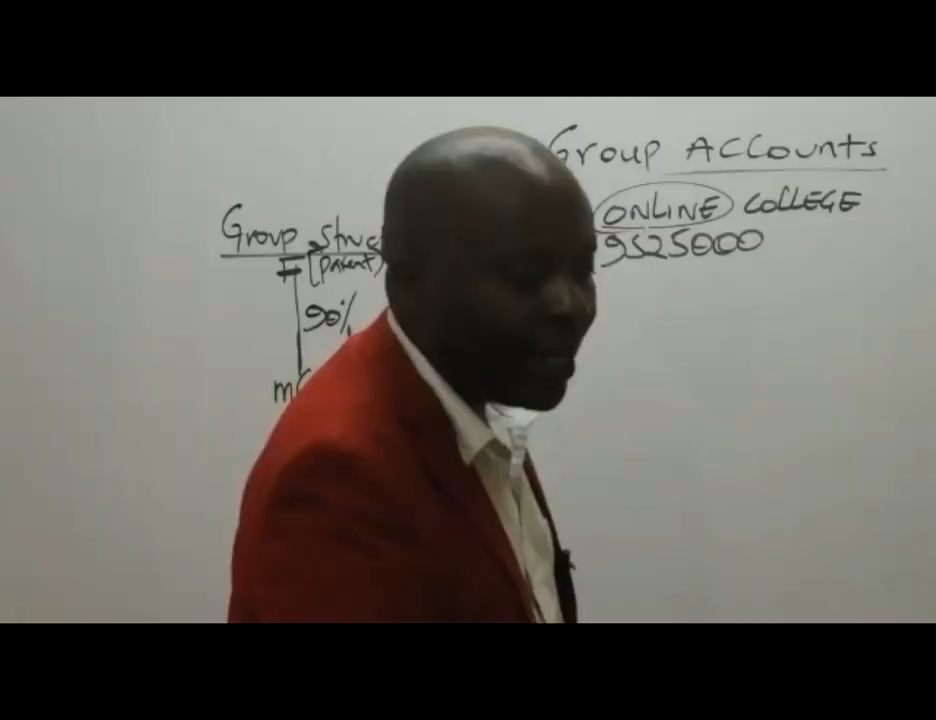 Group Accounts
ONLINE COLLEGE
9525000
Group
F (parent)
90%